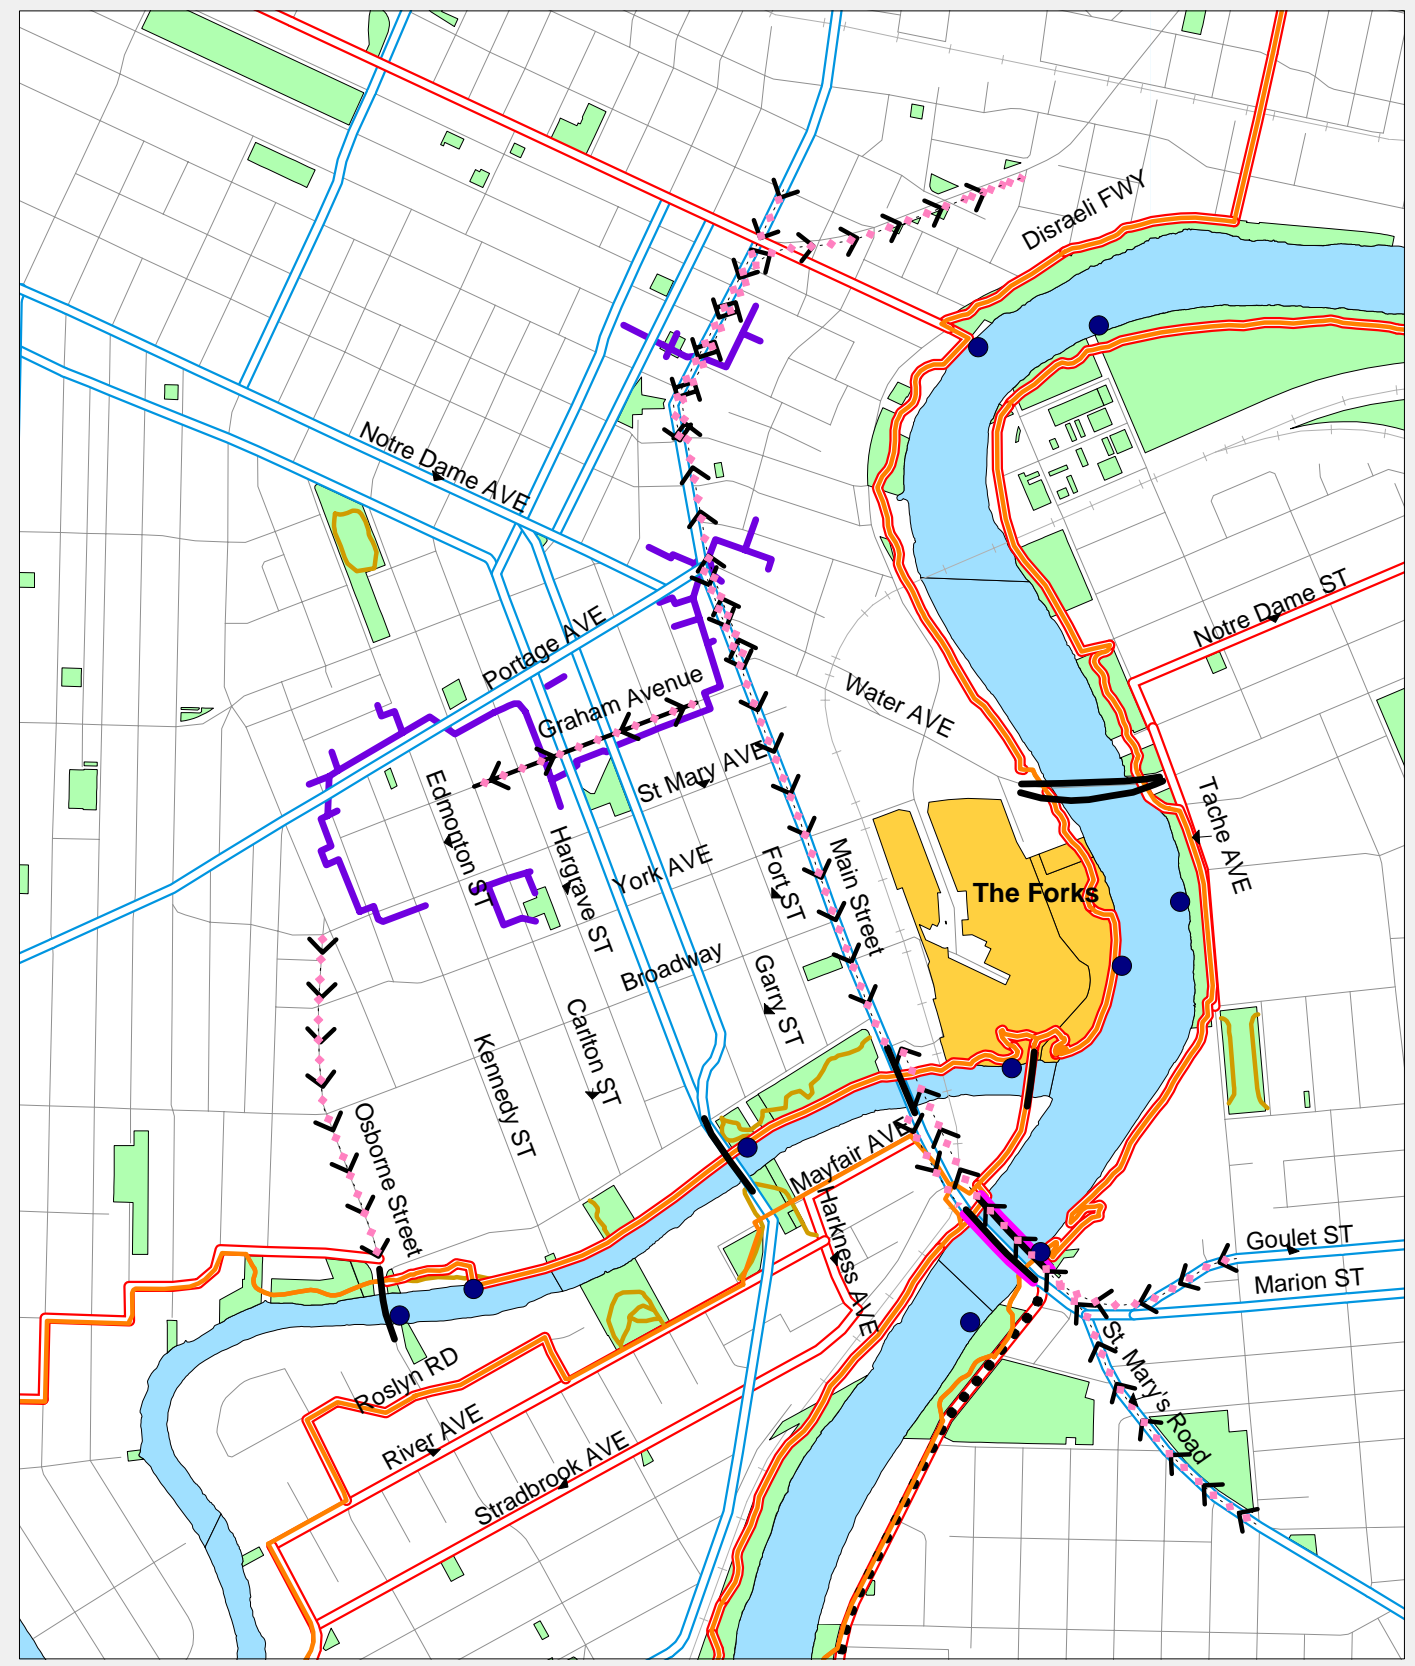 Disraeli FWY
Notre Dame AVE
Notre Dame ST
Portage AVE
Graham Avenue
Water AVE
St Mary AVE
Edmonton ST
Hargrave ST
York AVE
Fort ST
Main Street
The Forks
Tache AVE
Broadway
Garry ST
Carlton ST
Kennedy ST
Osborne Street
Mayfair AVE
Harkness AVE
Goulet ST
Marion ST
St. Mary's Road
Roslyn RD
River AVE
Stradbrook AVE